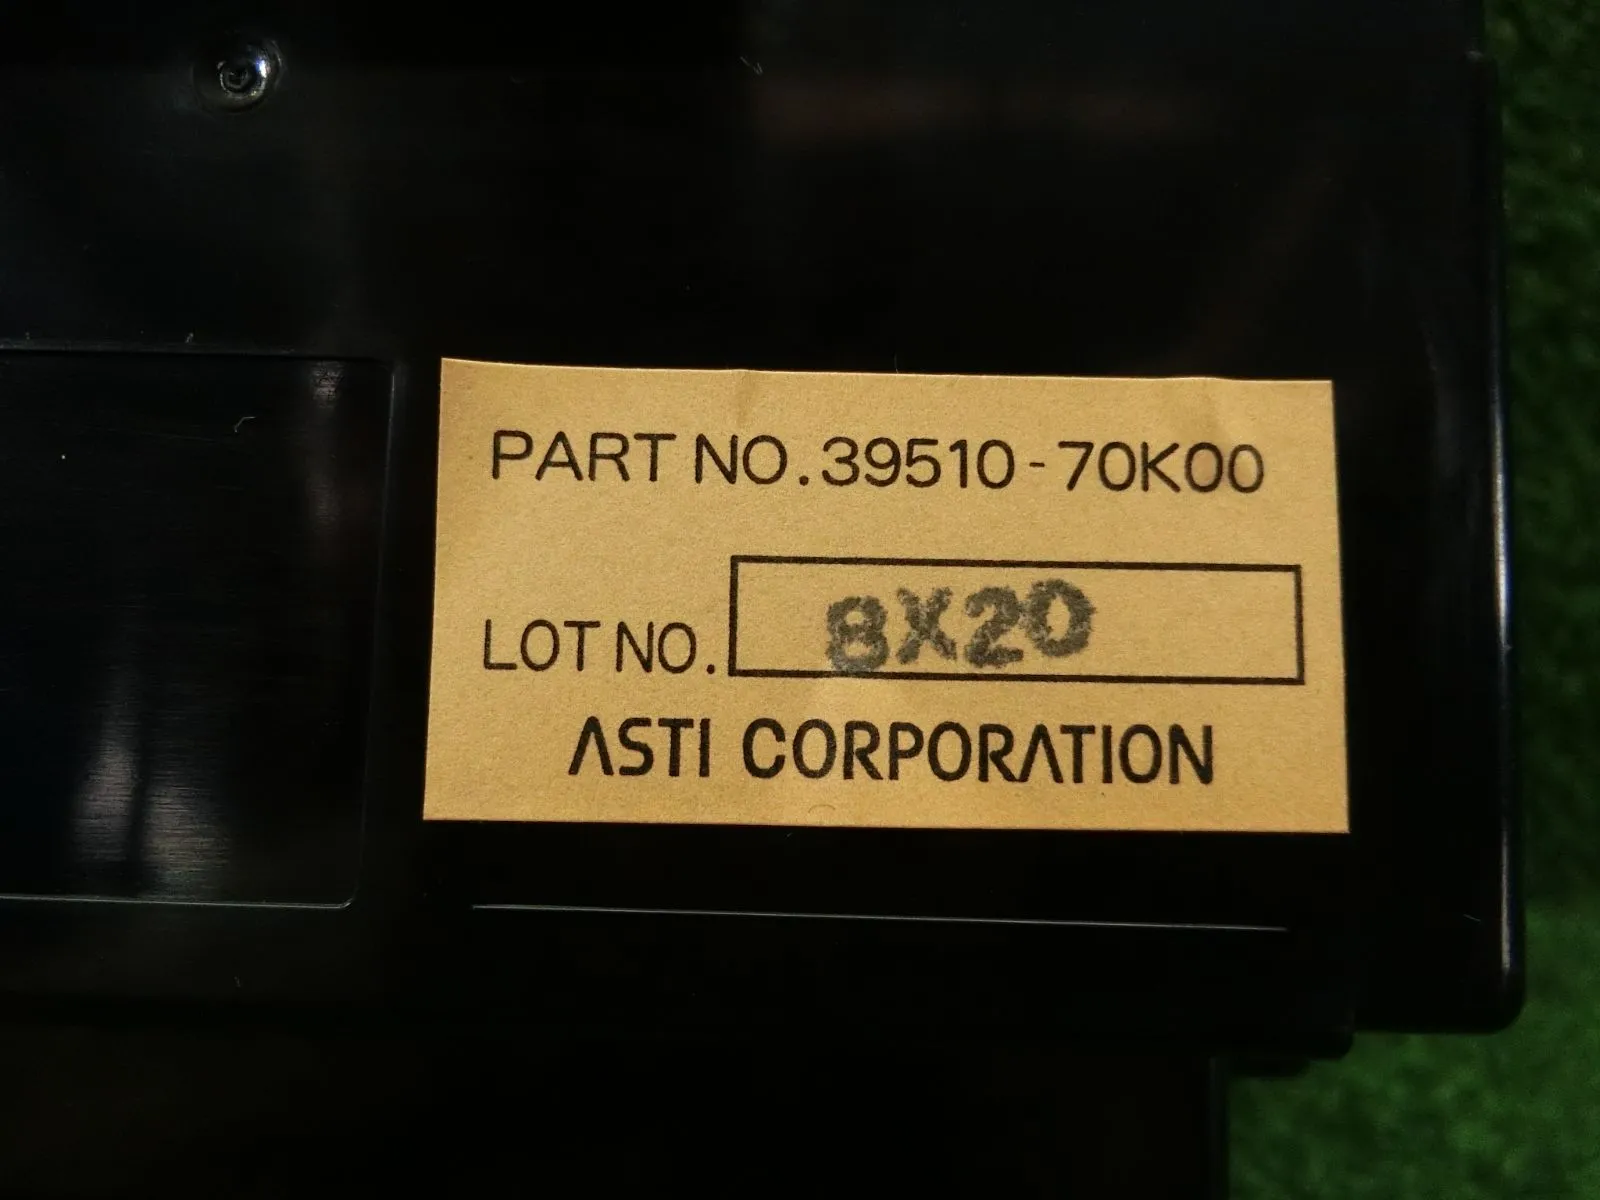 PART NO.39510-70K00
LOT NO. 8X20
ASTI CORPORATION